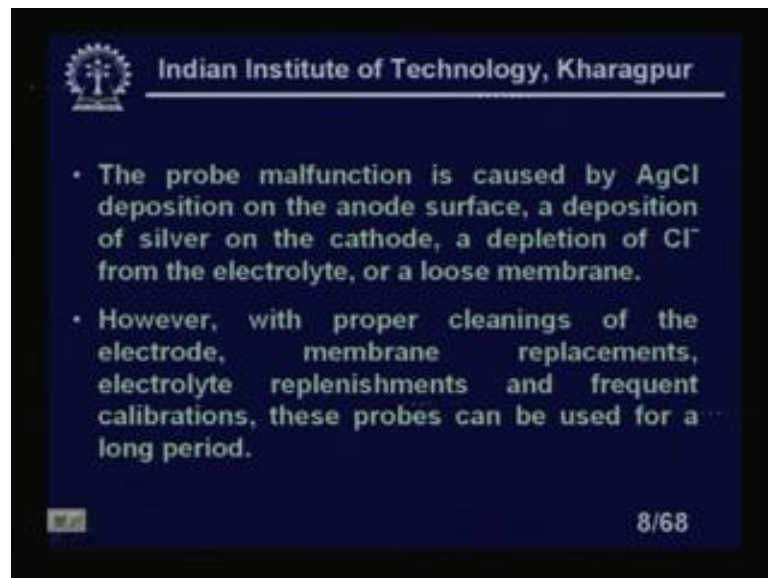 Indian Institute of Technology, Kharagpur
• The probe malfunction is caused by AgCl
deposition on the anode surface, a deposition
of silver on the cathode, a depletion of Cl⁻
from the electrolyte, or a loose membrane.
• However, with proper cleanings of the
electrode, membrane replacements,
electrolyte replenishments and frequent
calibrations, these probes can be used for a
long period.
8/68